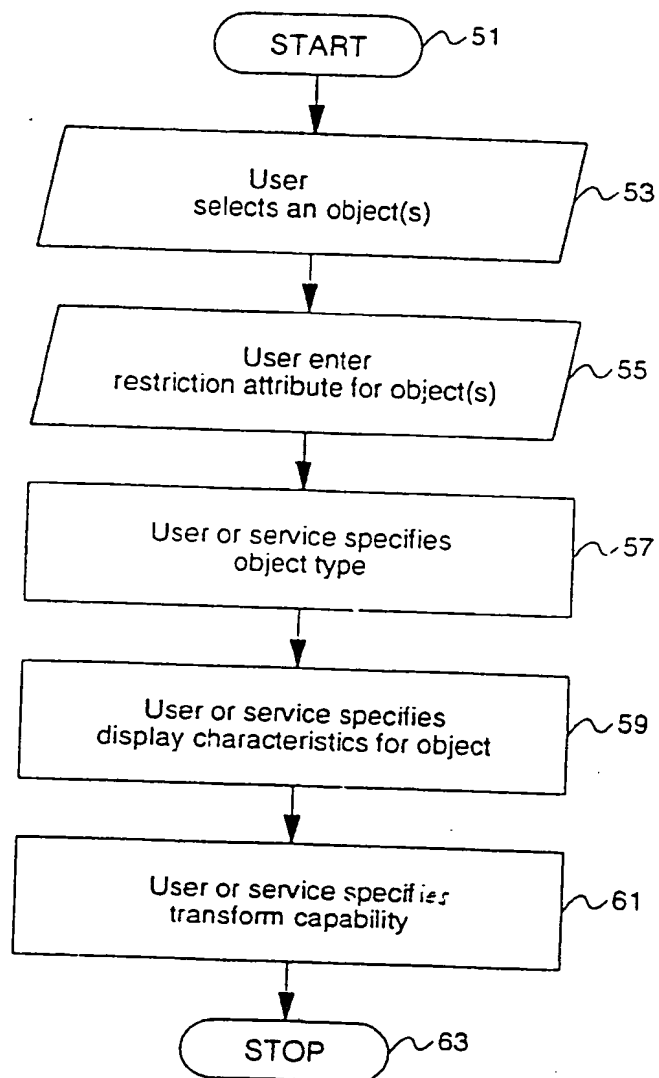 START
51
User
selects an object(s)
53
User enter
restriction attribute for object(s)
55
User or service specifies
object type
57
User or service specifies
display characteristics for object
59
User or service specifies
transform capability
61
STOP
63